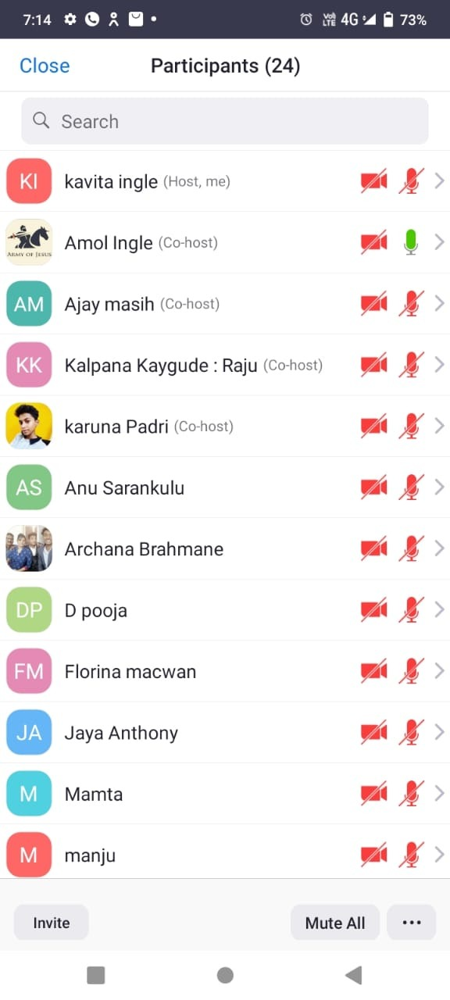 7:14 4G 73%
Close Participants (24)
Search
KI kavita ingle (Host, me)
ARMY OF JESUS Amol Ingle (Co-host)
AM Ajay masih (Co-host)
KK Kalpana Kaygude : Raju (Co-host)
karuna Padri (Co-host)
AS Anu Sarankulu
Archana Brahmane
DP D pooja
FM Florina macwan
JA Jaya Anthony
M Mamta
M manju
Invite Mute All